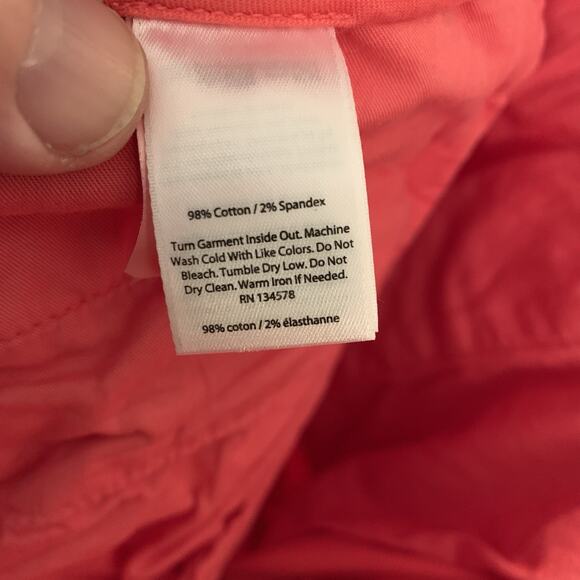 98% Cotton / 2% Spandex
Turn Garment Inside Out. Machine
Wash Cold With Like Colors. Do Not
Bleach. Tumble Dry Low. Do Not
Dry Clean. Warm Iron If Needed.
RN 134578
98% coton / 2% élasthanne